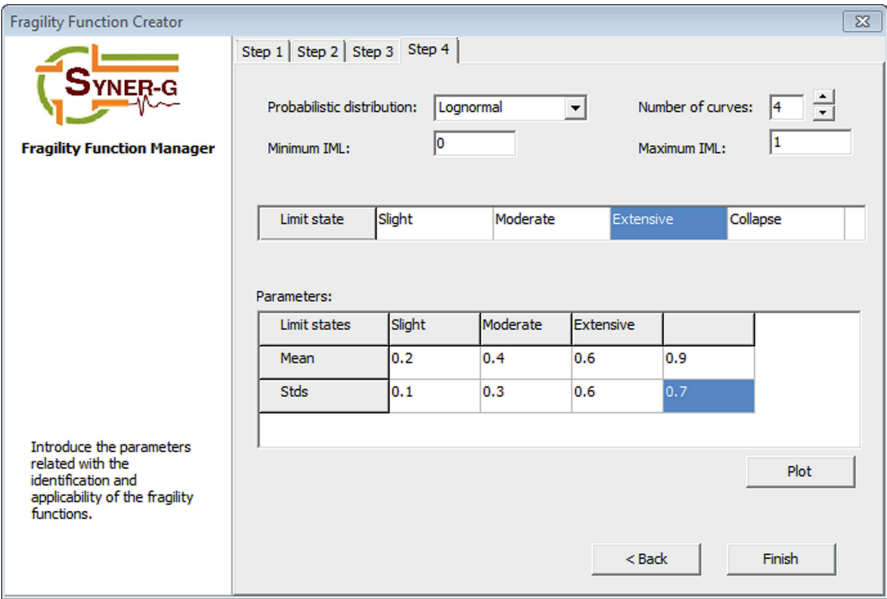 Fragility Function Creator
SYNER-G
Fragility Function Manager
Introduce the parameters
related with the
identification and
applicability of the fragility
functions.
Step 1 Step 2 Step 3 Step 4
Probabilistic distribution: Lognormal Number of curves: 4
Minimum IML: 0 Maximum IML: 1
Limit state Slight Moderate Extensive Collapse
Parameters:
Limit states Slight Moderate Extensive
Mean 0.2 0.4 0.6 0.9
Stds 0.1 0.3 0.6 0.7
Plot
< Back Finish